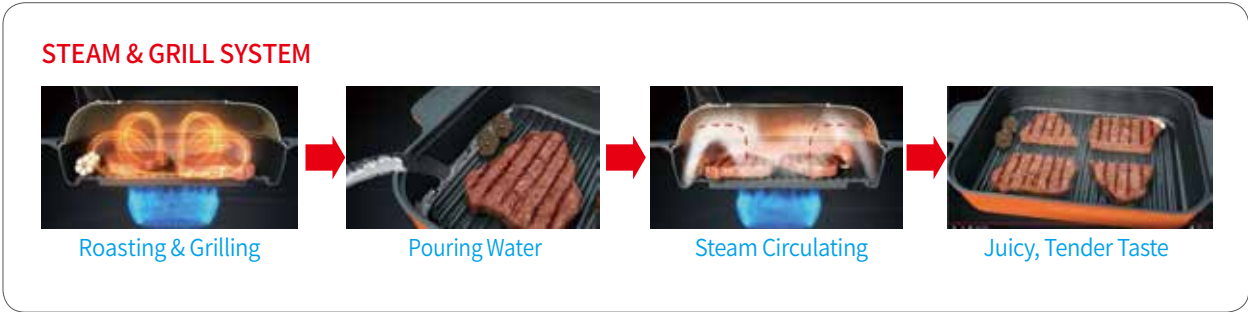 STEAM & GRILL SYSTEM
Roasting & Grilling
Pouring Water
Steam Circulating
Juicy, Tender Taste